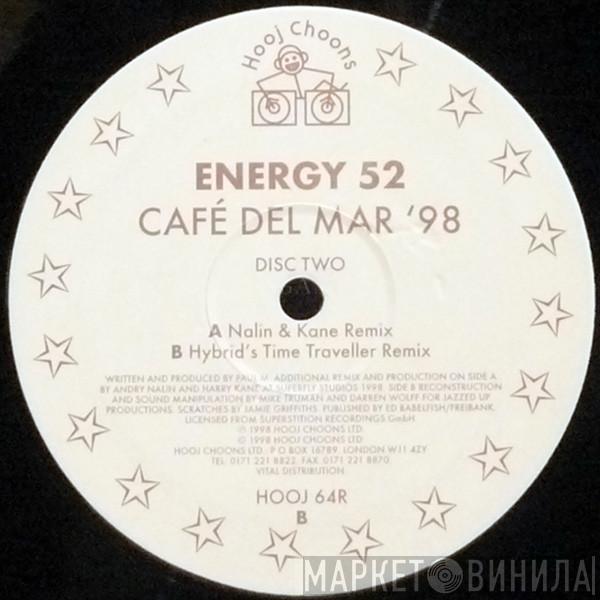 Hooj Choons
ENERGY 52
CAFÉ DEL MAR ‘98
DISC TWO
A Nalin & Kane Remix
B Hybrid's Time Traveller Remix
WRITTEN AND PRODUCED BY PAUL M. ADDITIONAL REMIX AND PRODUCTION ON SIDE A
BY ANDRY NALIN AND HARRY KANE AT SUPERFLY STUDIOS 1998. SIDE B RECONSTRUCTION
AND SOUND MANIPULATION BY MIKE TRUMAN AND DARREN WOLFF FOR JAZZED UP
PRODUCTIONS. SCRATCHES BY JAMIE GRIFFITHS. PUBLISHED BY ED BABELFISH/FREIBANK.
LICENSED FROM SUPERSTITION RECORDINGS GmbH.
℗ 1998 HOOJ CHOONS LTD.
© 1998 HOOJ CHOONS LTD
HOOJ CHOONS LTD: P O BOX 16789. LONDON W11 4ZY
TEL: 0171 221 8822. FAX: 0171 221 8870
VITAL DISTRIBUTION
HOOJ 64R
B
МАРКЕТ ВИНИЛА